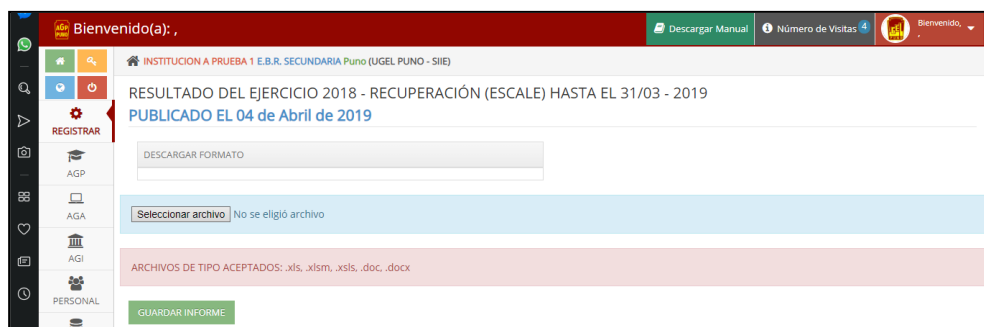 AGP
PUNO
Bienvenido(a): ,
Descargar Manual
Número de Visitas 4
Bienvenido,
.
INSTITUCION A PRUEBA 1 E.B.R. SECUNDARIA Puno (UGEL PUNO - SIIE)
RESULTADO DEL EJERCICIO 2018 - RECUPERACIÓN (ESCALE) HASTA EL 31/03 - 2019
PUBLICADO EL 04 de Abril de 2019
REGISTRAR
DESCARGAR FORMATO
AGP
AGA
Seleccionar archivo No se eligió archivo
AGI
ARCHIVOS DE TIPO ACEPTADOS: .xls, .xlsm, .xsls, .doc, .docx
PERSONAL
GUARDAR INFORME